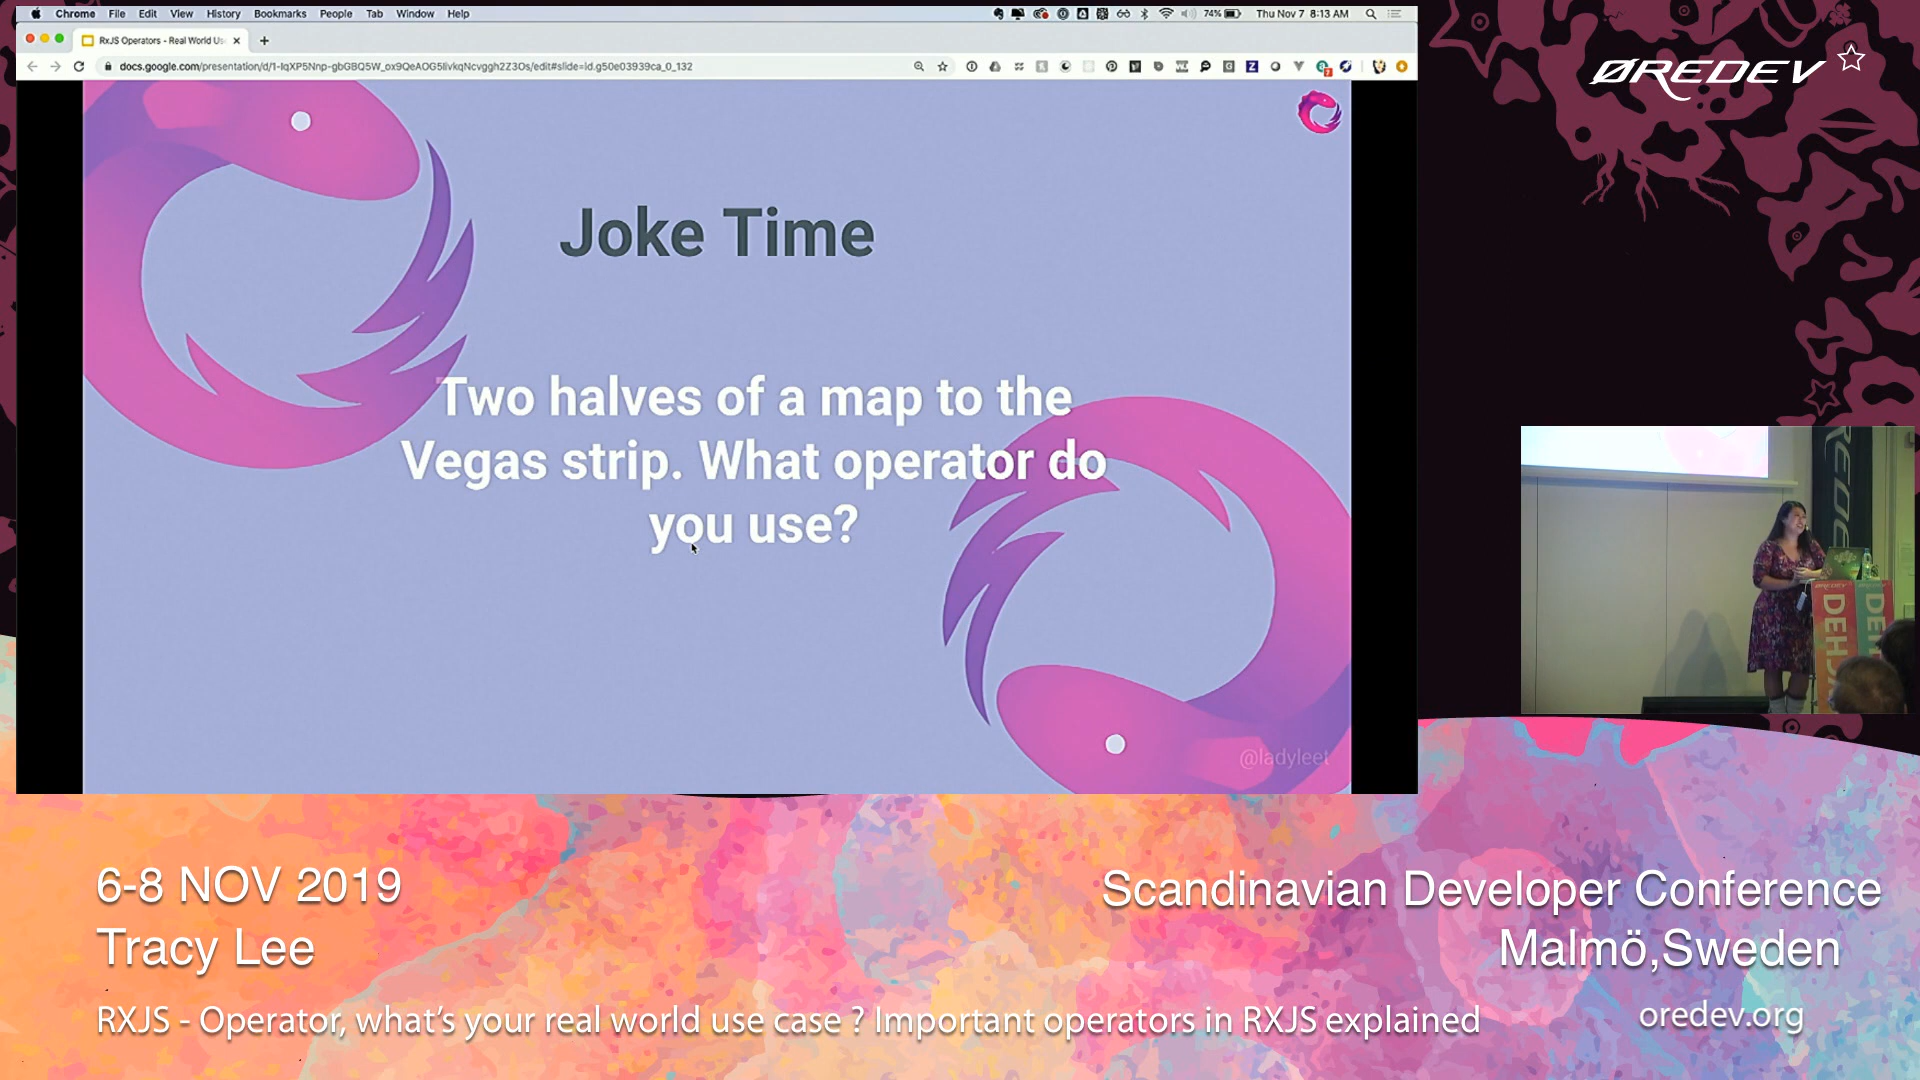 Chrome File Edit View History Bookmarks People Tab Window Help
74% Thu Nov 7 8:13 AM
RxJS Operators - Real World Us
docs.google.com/presentation/d/1-IqXP5Nnp-gbGBQ5W_ox9QeAOG5IivkqNcvggh2Z3Os/edit#slide=id.g50e03939ca_0_132
ØREDEV
Joke Time
Two halves of a map to the
Vegas strip. What operator do
you use?
@ladyleet
6-8 NOV 2019
Tracy Lee
Scandinavian Developer Conference
Malmö,Sweden
RXJS - Operator, what's your real world use case ? Important operators in RXJS explained
oredev.org